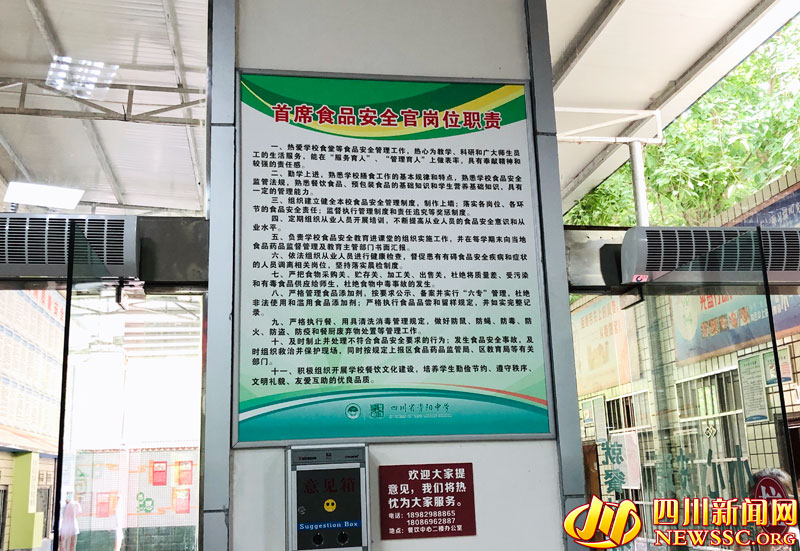 首席食品安全官岗位职责
一、热爱学校食堂等食品安全管理工作，热心为教学、科研和广大师生员
工的生活服务，能在“服务育人”、“管理育人”上做表率，具有奉献精神和
较强的责任感。
二、勤学上进，熟悉学校膳食工作的基本规律和特点，熟悉学校食品安全
监管法规，熟悉餐饮食品、预包装食品的基础知识和学生营养基础知识，具有
一定的管理能力。
三、组织建立健全本校食品安全管理制度，制作上墙；落实各岗位、各环
节的食品安全责任；监督执行管理制度和责任追究等奖惩制度。
四、定期组织从业人员开展培训，不断提高从业人员的食品安全意识和从
业水平。
五、负责学校食品安全教育进课堂的组织实施工作，并在每学期末向当地
食品药品监督管理及教育主管部门书面汇报。
六、依法组织从业人员进行健康检查，督促患有有碍食品安全疾病和症状
的人员调离相关岗位，坚持落实晨检制度。
七、严把食物采购关、贮存关、加工关、出售关，杜绝将质量差、受污染
和有毒食品供应给师生，杜绝食物中毒事故的发生。
八、严格管理食品添加剂，按要求公示、备案并实行“六专”管理，杜绝
非法使用和滥用食品添加剂；严格执行食品品尝和留样规定，并如实完整记
录。
九、严格执行餐、用具清洗消毒管理规定，做好防鼠、防蝇、防毒、防
火、防盗、防疫和餐厨废弃物处置等管理工作。
十、及时制止并处理不符合食品安全要求的行为；发生食品安全事故，及
时组织救治并保护现场，同时按规定上报区食品药品监管局、区教育局等有关
部门。
十一、积极组织开展学校餐饮文化建设，培养学生勤俭节约、遵守秩序、
文明礼貌、友爱互助的优良品质。
四川省资阳中学
意见箱
Suggestion Box
欢迎大家提
意见，我们将热
忱为大家服务。
电话：18982988865
18086962887
地点：餐饮中心二楼办公室
就餐
四川新闻网
NEWSSC.ORG